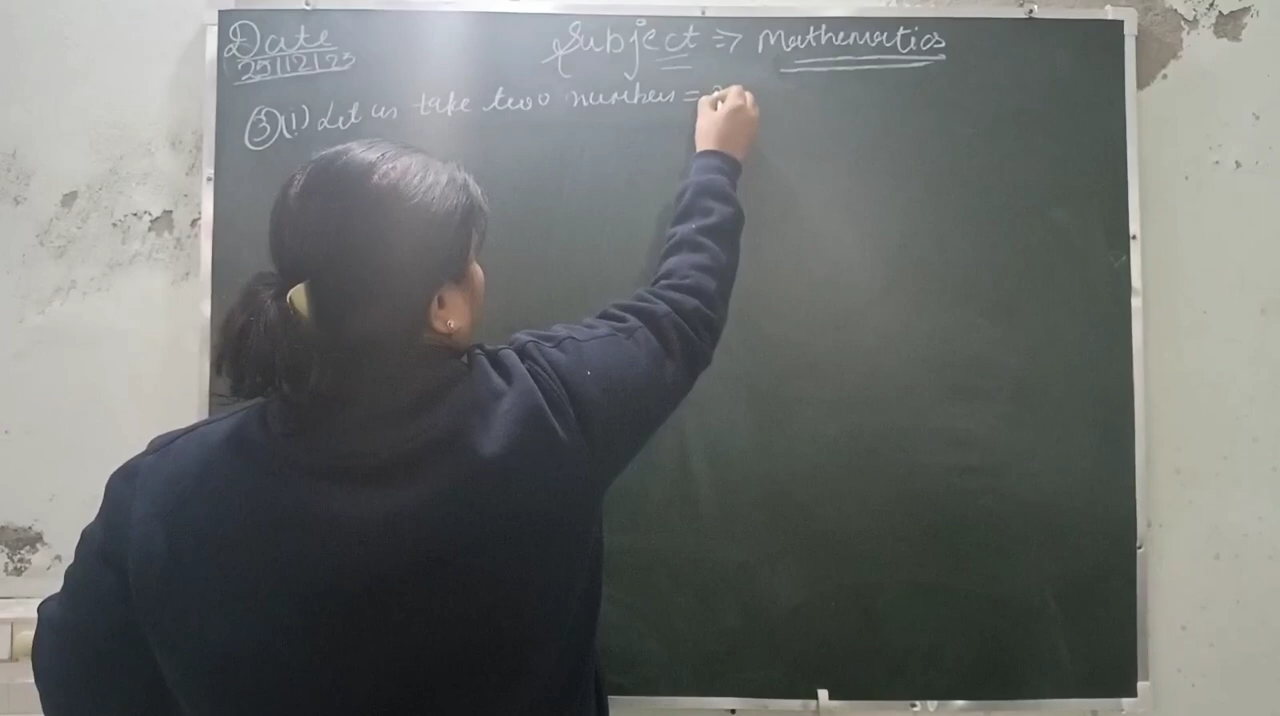 Date
25/12/23
Subject => Mathematics
③(i) Let us take two numbers =